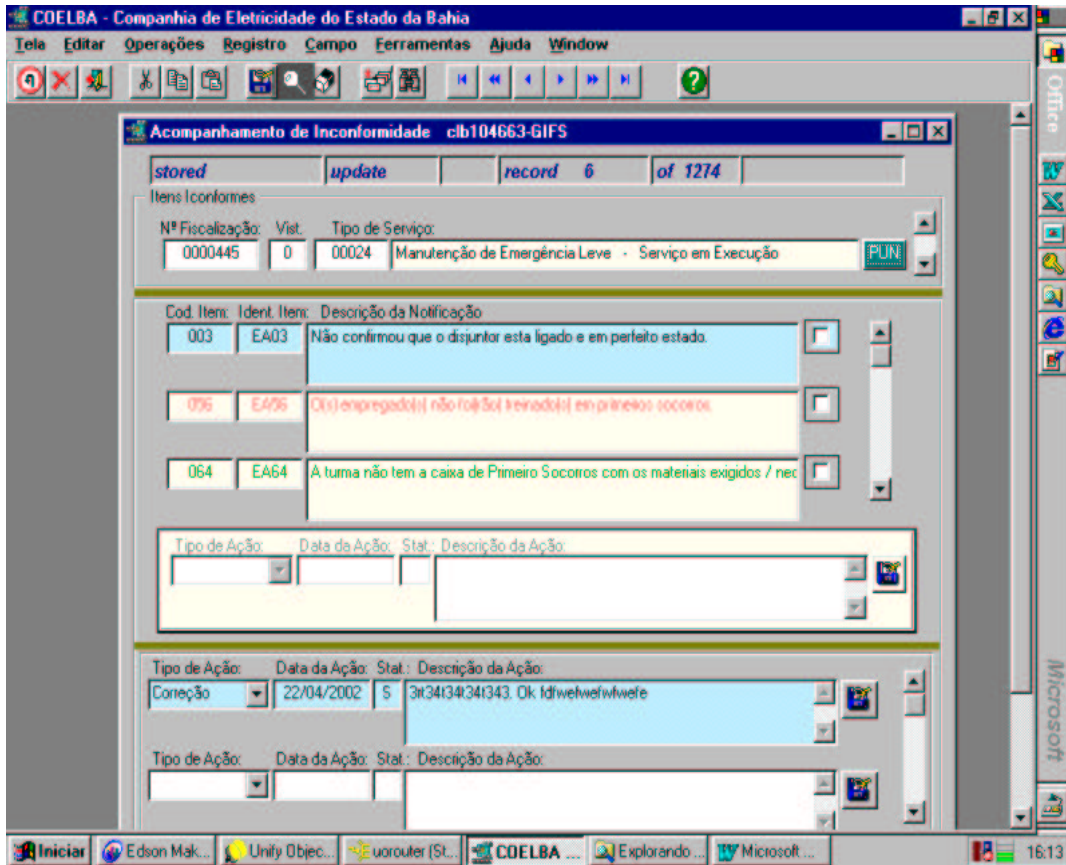 COELBA - Companhia de Eletricidade do Estado da Bahia
Tela Editar Operações Registro Campo Ferramentas Ajuda Window
Office
Acompanhamento de Inconformidade clb104663-GIFS
stored update record 6 of 1274
Itens Iconformes
Nº Fiscalização: Vist. Tipo de Serviço:
0000445 0 00024 Manutenção de Emergência Leve - Serviço em Execução PUN
Cod. Item: Ident. Item: Descrição da Notificação
003 EA03 Não confirmou que o disjuntor esta ligado e em perfeito estado.
056 EA56 O(s) empregado(s) não foi(rão) treinado(s) em primeiros socorros.
064 EA64 A turma não tem a caixa de Primeiro Socorros com os materiais exigidos / nec
Tipo de Ação: Data da Ação: Stat.: Descrição da Ação:
Tipo de Ação: Data da Ação: Stat.: Descrição da Ação:
Correção 22/04/2002 S 3rt34t34t34t343. Ok fdfwefwefwfwefe
Tipo de Ação: Data da Ação: Stat.: Descrição da Ação:
Microsoft
Iniciar Edson Mak... Unify Objec... uorouter (St... COELBA ... Explorando ... Microsoft ... 16:13